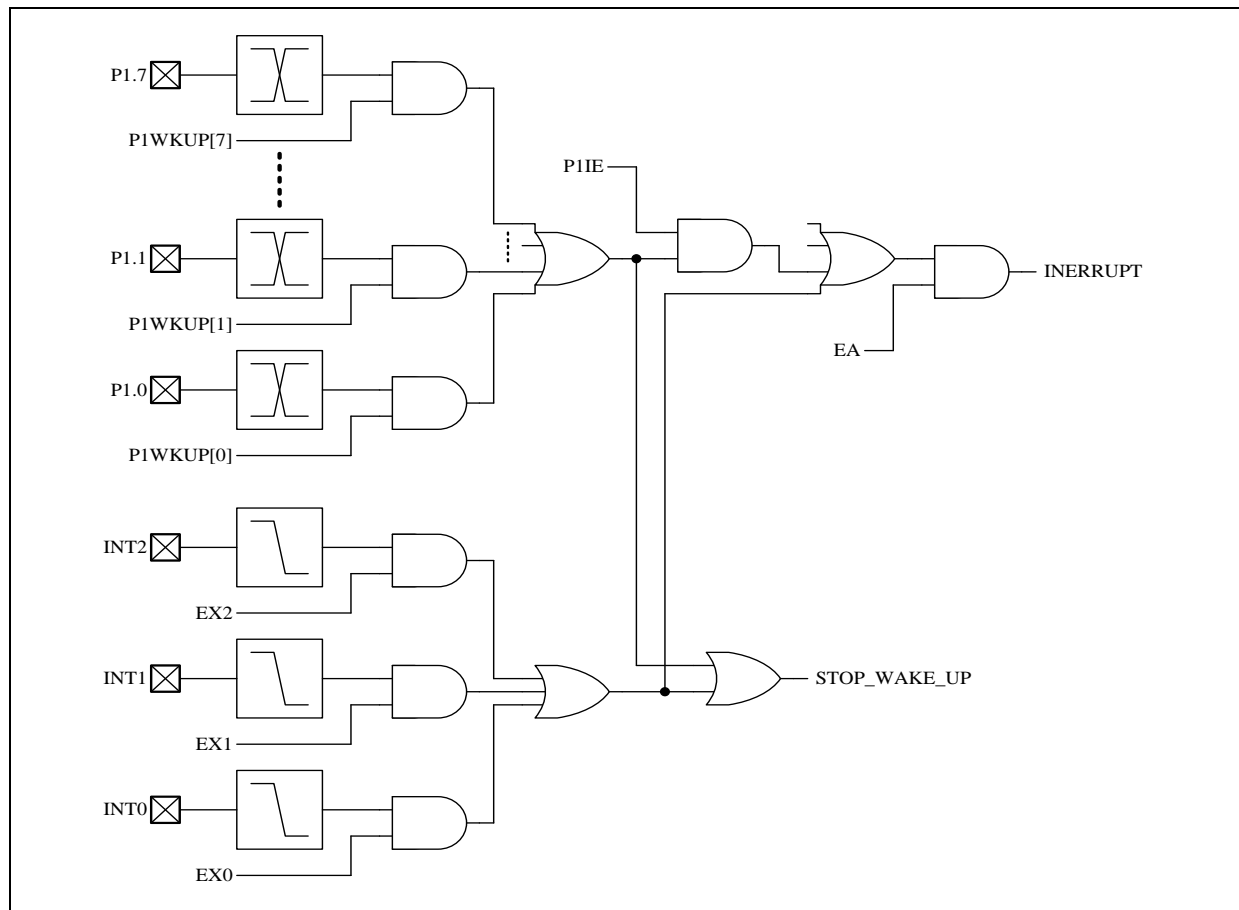 P1.7
P1WKUP[7]
P1IE
P1.1
INERRUPT
P1WKUP[1]
EA
P1.0
P1WKUP[0]
INT2
EX2
INT1
STOP_WAKE_UP
EX1
INT0
EX0